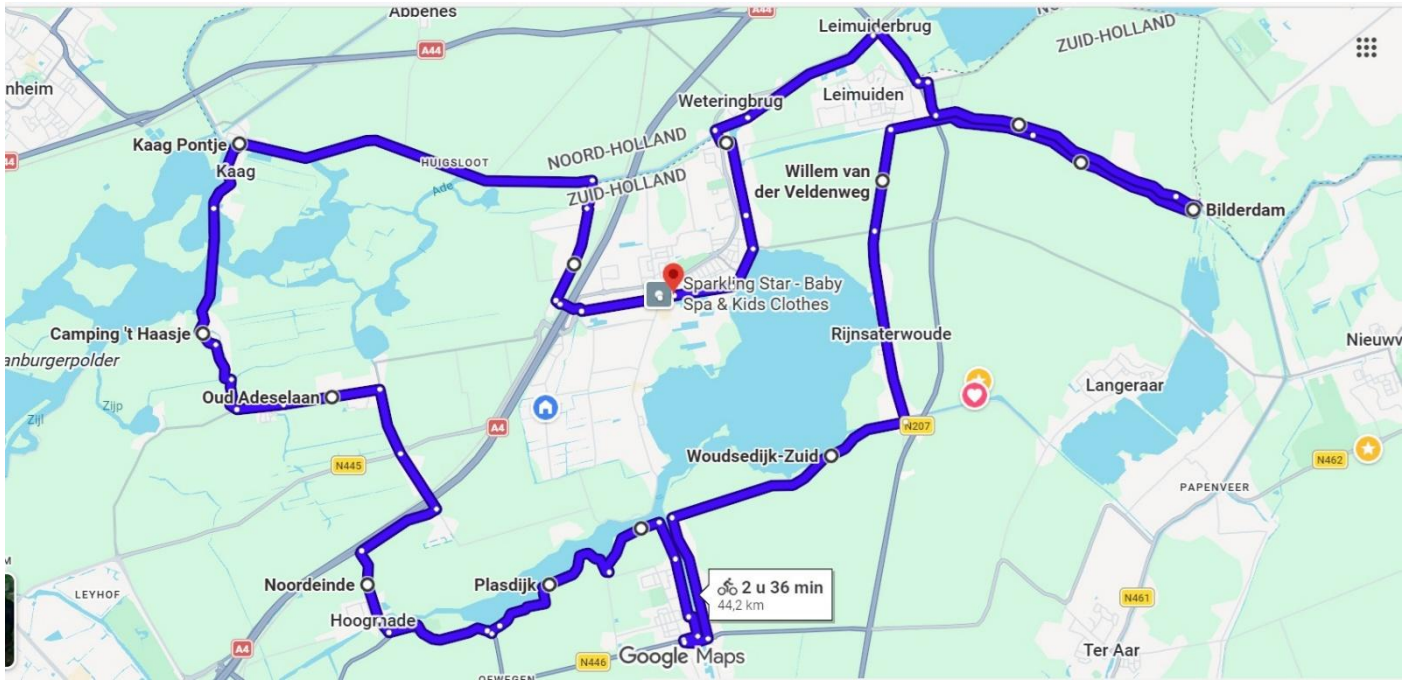 Abbenes
A44
A44
nheim
44
Leimuiderbrug
ZUID-HOLLAND
Leimuiden
Weteringbrug
Kaag Pontje
Kaag
HUIGSLOOT
NOORD-HOLLAND
ZUID-HOLLAND
Ade
Willem van
der Veldenweg
Bilderdam
Sparkling Star - Baby
Spa & Kids Clothes
Camping 't Haasje
anburgerpolder
Rijnsaterwoude
Nieuwv
Langeraar
Oud Adeselaan
Zijp
Zijl
A4
N207
N445
Woudsedijk-Zuid
N462
PAPENVEER
Noordeinde
Plasdijk
LEYHOF
2 u 36 min
44,2 km
N461
Hoogmade
A4
N446
Google Maps
Ter Aar